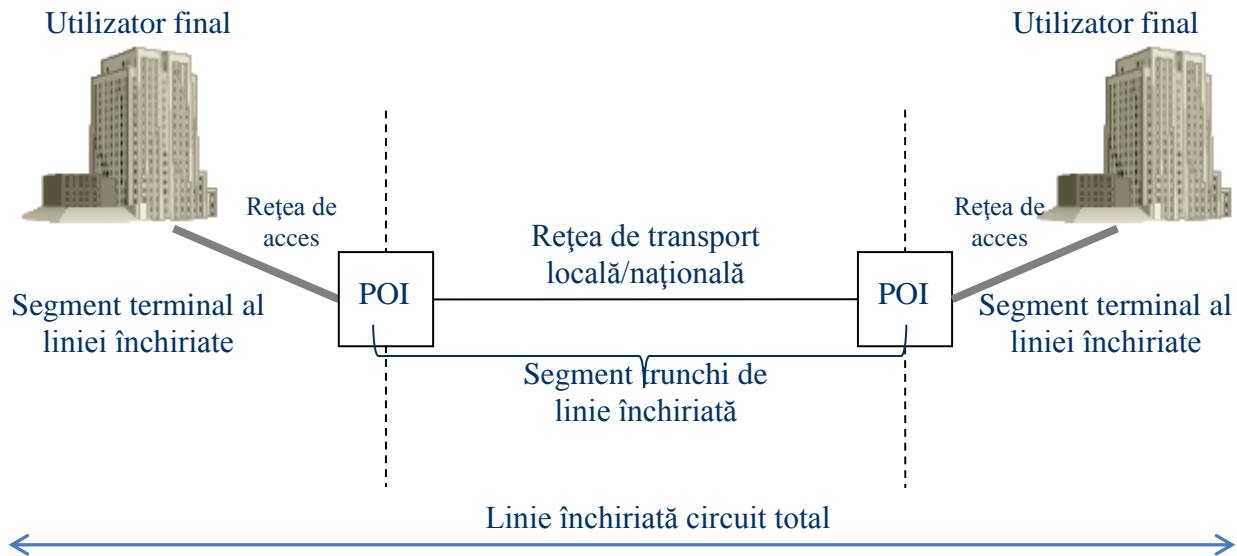 Utilizator final
Utilizator final
Reţea de
acces
Reţea de
acces
Reţea de transport
locală/naţională
POI
POI
Segment terminal al
liniei închiriate
Segment terminal al
liniei închiriate
Segment trunchi de
linie închiriată
Linie închiriată circuit total